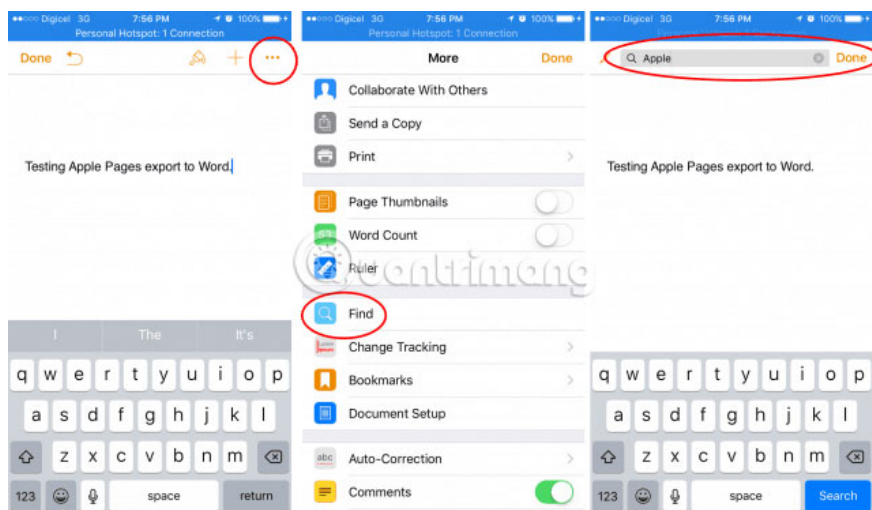 Digicel 3G 7:56 PM 100%
Personal Hotspot: 1 Connection
Done
Testing Apple Pages export to Word.
I The It's
q w e r t y u i o p
a s d f g h j k l
z x c v b n m
123 space return
Digicel 3G 7:56 PM 100%
Personal Hotspot: 1 Connection
More Done
Collaborate With Others
Send a Copy
Print
Page Thumbnails
53 Word Count
Ruler
Quantrimang
Find
Change Tracking
Bookmarks
Document Setup
abc Auto-Correction
Comments
Digicel 3G 7:56 PM 100%
Apple Done
Testing Apple Pages export to Word.
q w e r t y u i o p
a s d f g h j k l
z x c v b n m
123 space Search